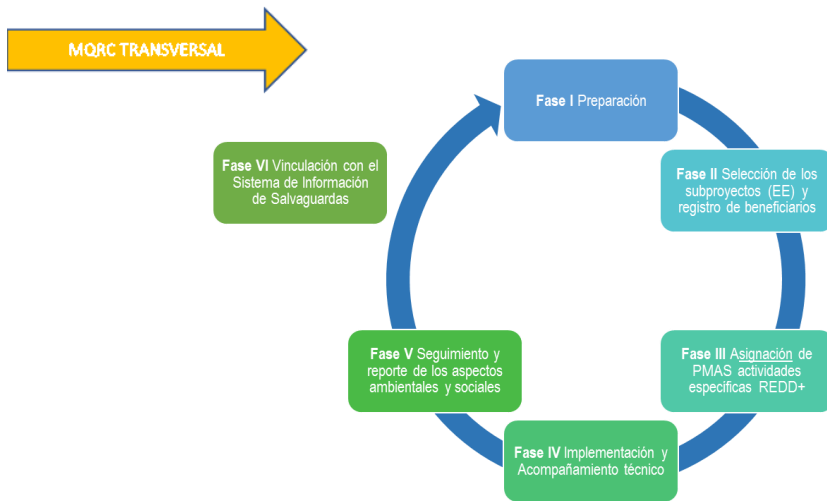 MQRC TRANSVERSAL
Fase I Preparación
Fase II Selección de los
subproyectos (EE) y
registro de beneficiarios
Fase III Asignación de
PMAS actividades
especificas REDD+
Fase IV Implementación y
Acompañamiento técnico
Fase V Seguimiento y
reporte de los aspectos
ambientales y sociales
Fase VI Vinculación con el
Sistema de Información
de Salvaguardas